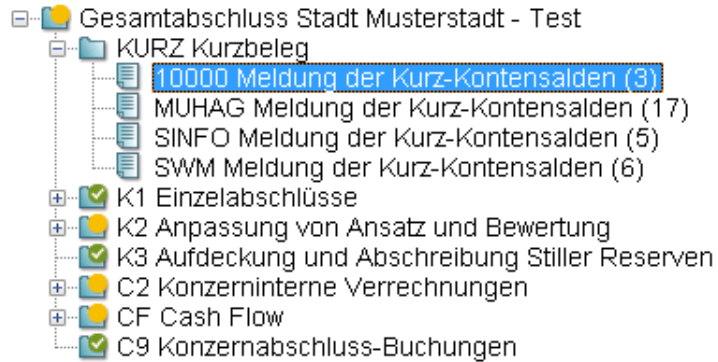 Gesamtabschluss Stadt Musterstadt - Test
KURZ Kurzbeleg
10000 Meldung der Kurz-Kontensalden (3)
MUHAG Meldung der Kurz-Kontensalden (17)
SINFO Meldung der Kurz-Kontensalden (5)
SWM Meldung der Kurz-Kontensalden (6)
K1 Einzelabschlüsse
K2 Anpassung von Ansatz und Bewertung
K3 Aufdeckung und Abschreibung Stiller Reserven
C2 Konzerninterne Verrechnungen
CF Cash Flow
C9 Konzernabschluss-Buchungen